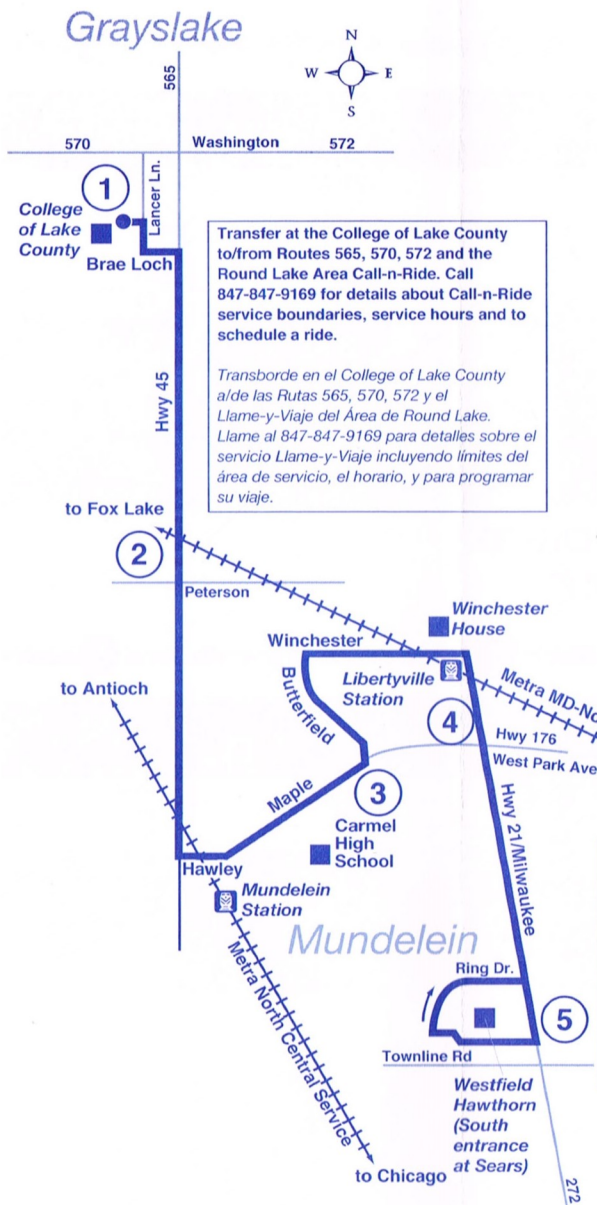 Grayslake
N
W
E
S
565
570
Washington
572
1
Lancer Ln.
College
of Lake
County
Brae Loch
Transfer at the College of Lake County
to/from Routes 565, 570, 572 and the
Round Lake Area Call-n-Ride. Call
847-847-9169 for details about Call-n-Ride
service boundaries, service hours and to
schedule a ride.
Transborde en el College of Lake County
a/de las Rutas 565, 570, 572 y el
Llame-y-Viaje del Área de Round Lake.
Llame al 847-847-9169 para detalles sobre el
servicio Llame-y-Viaje incluyendo límites del
área de servicio, el horario, y para programar
su viaje.
Hwy 45
to Fox Lake
2
Peterson
Winchester
House
Winchester
Butterfield
Libertyville
Station
Metra MD-No
to Antioch
4
Hwy 176
West Park Ave
Maple
3
Carmel
High
School
Hwy 21/Milwaukee
Hawley
Mundelein
Station
Metra North Central Service
Mundelein
Ring Dr.
5
Townline Rd
Westfield
Hawthorn
(South
entrance
at Sears)
to Chicago
272